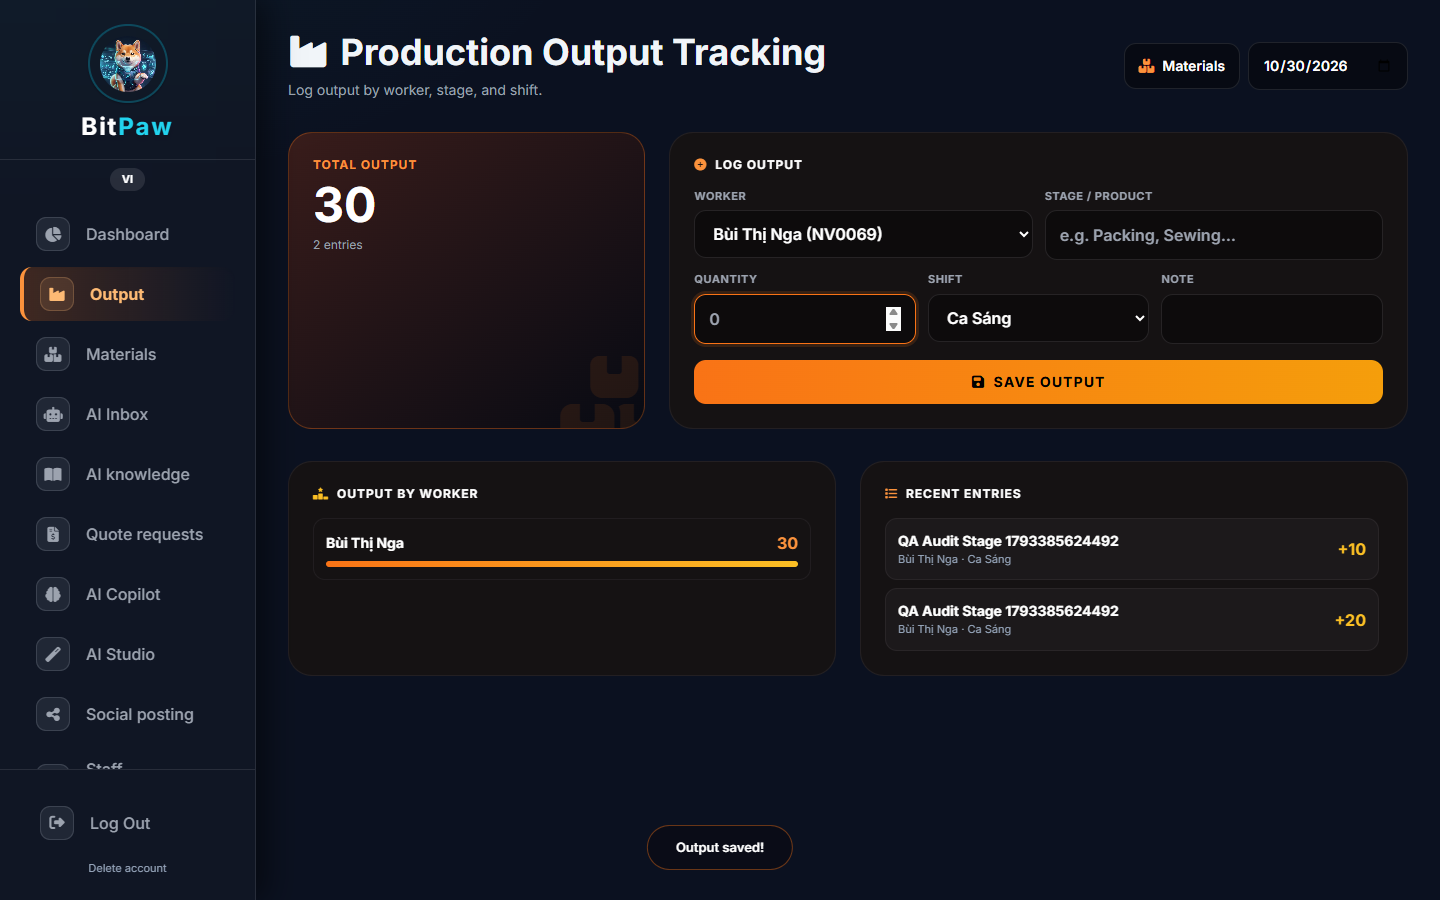 BitPaw
VI
Dashboard
Output
Materials
AI Inbox
AI knowledge
Quote requests
AI Copilot
AI Studio
Social posting
Staff
Log Out
Delete account
Production Output Tracking
Log output by worker, stage, and shift.
Materials
10/30/2026
TOTAL OUTPUT
30
2 entries
LOG OUTPUT
WORKER
STAGE / PRODUCT
Bùi Thị Nga (NV0069)
e.g. Packing, Sewing...
QUANTITY
SHIFT
NOTE
0
Ca Sáng
SAVE OUTPUT
OUTPUT BY WORKER
Bùi Thị Nga
30
RECENT ENTRIES
QA Audit Stage 1793385624492
Bùi Thị Nga · Ca Sáng
+10
QA Audit Stage 1793385624492
Bùi Thị Nga · Ca Sáng
+20
Output saved!